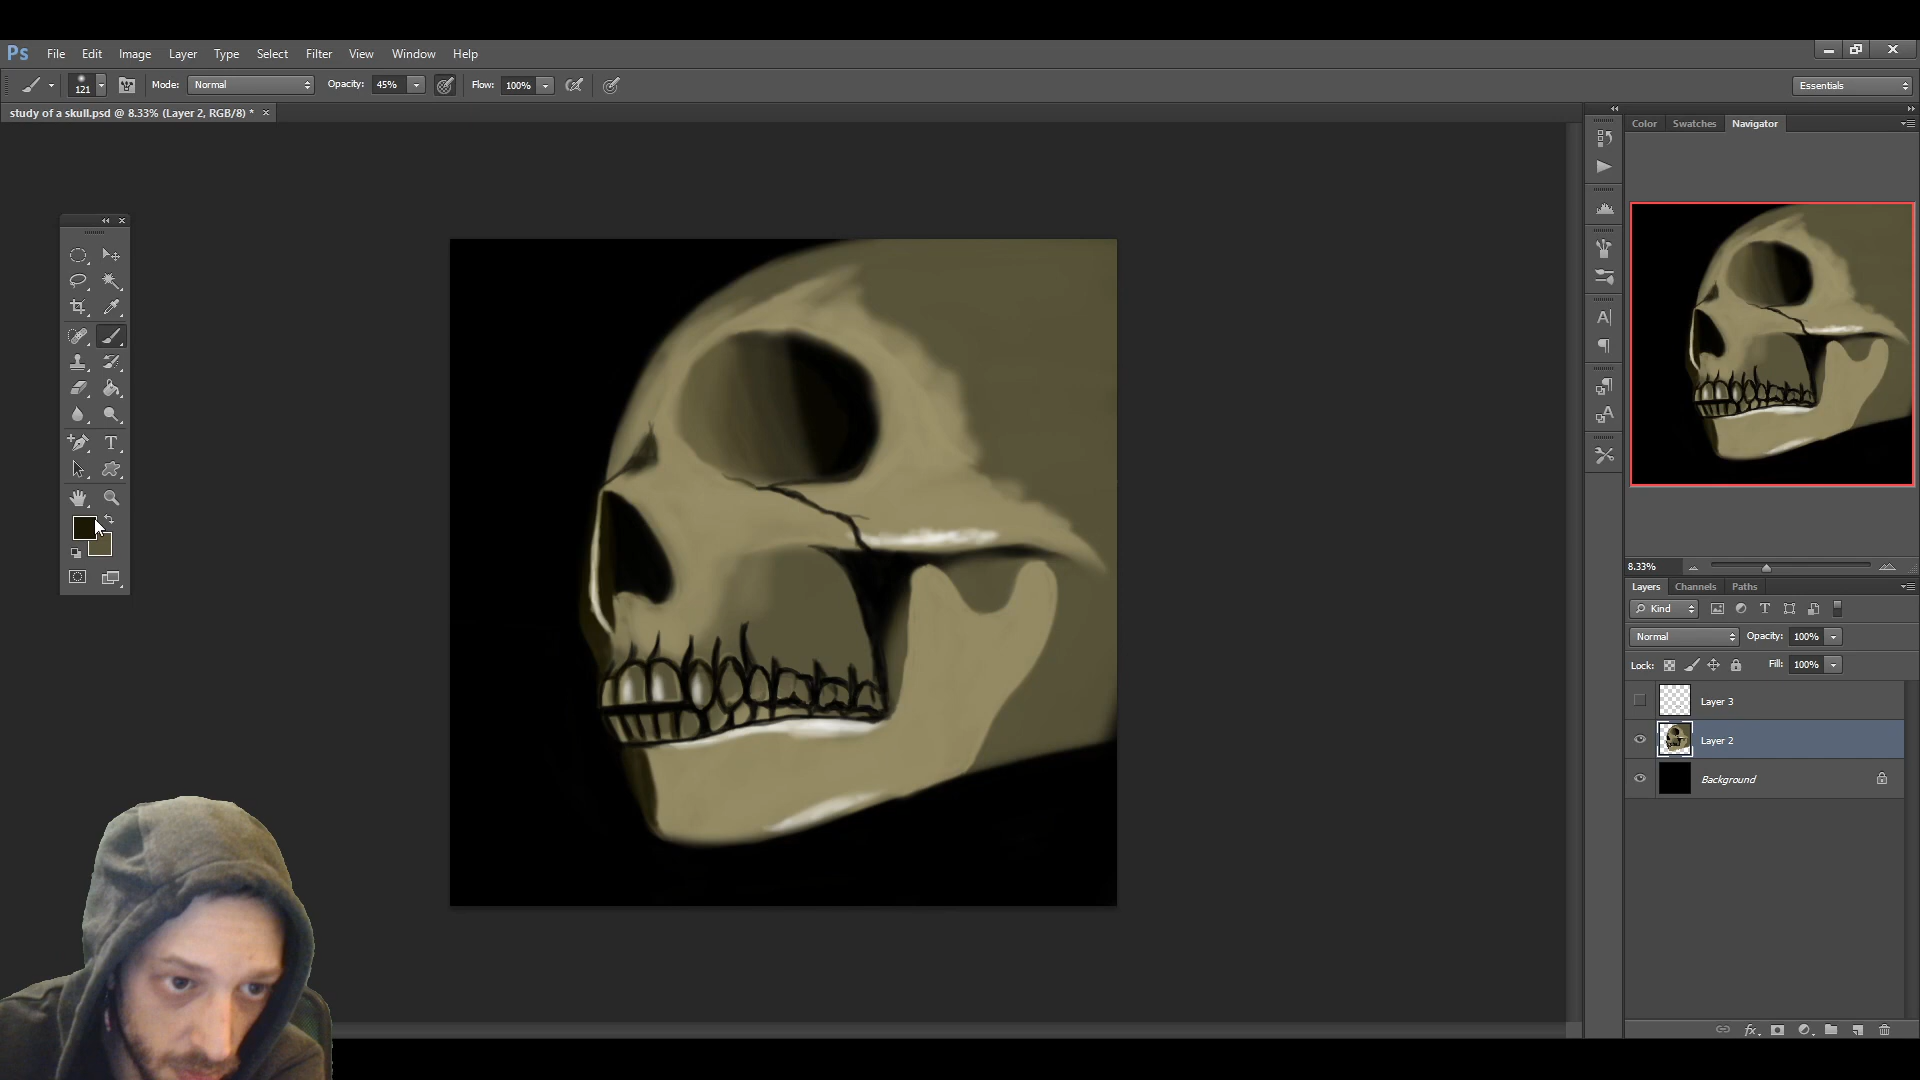 Ps File Edit Image Layer Type Select Filter View Window Help
121 Mode: Normal Opacity: 45% Flow: 100% Essentials
study of a skull.psd @ 8.33% (Layer 2, RGB/8) *
Color Swatches Navigator
8.33%
Layers Channels Paths
Kind
Normal Opacity: 100%
Lock: Fill: 100%
Layer 3
Layer 2
Background